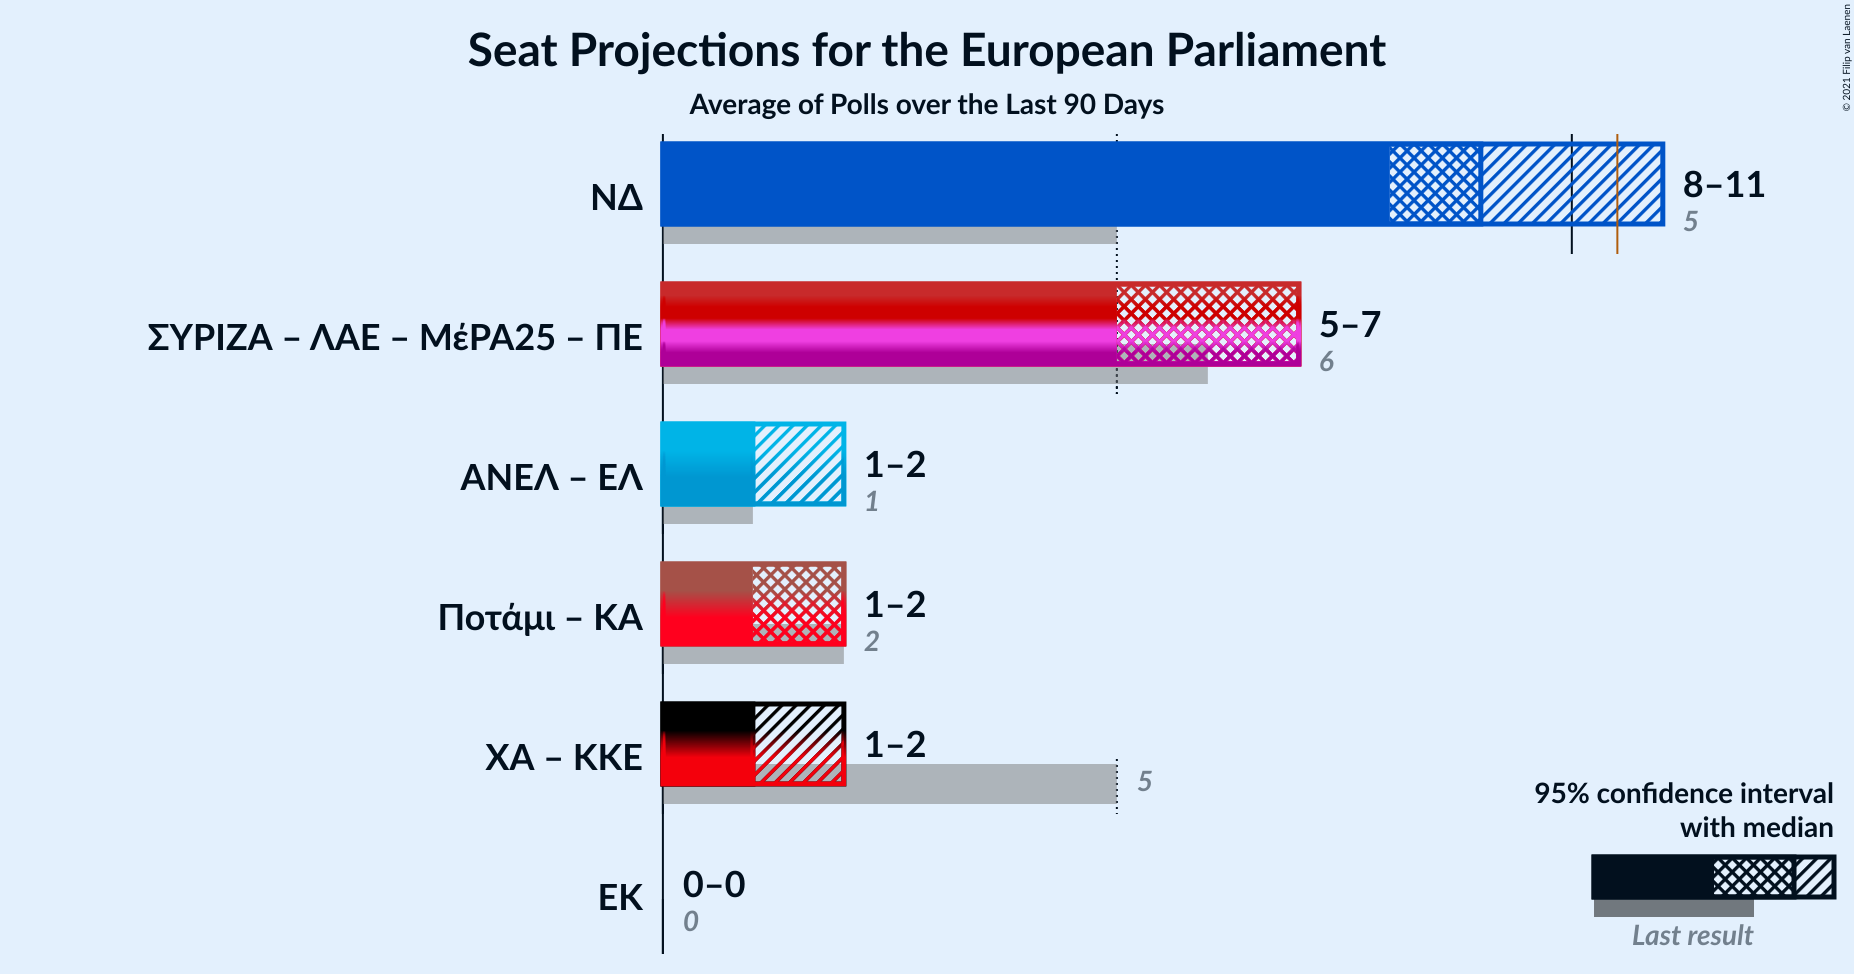 Seat Projections for the European Parliament
Average of Polls over the Last 90 Days
© 2021 Filip van Laenen
ΝΔ
8–11
5
ΣΥΡΙΖΑ – ΛΑΕ – ΜέΡΑ25 – ΠΕ
5–7
6
ΑΝΕΛ – ΕΛ
1–2
1
Ποτάμι – ΚΑ
1–2
2
ΧΑ – ΚΚΕ
1–2
5
ΕΚ
0–0
0
95% confidence interval
with median
Last result